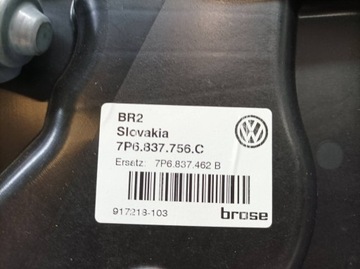 BR2
Slovakia
7P6.837.756.C
Ersatz: 7P6.837.462 B
917218-103
brose